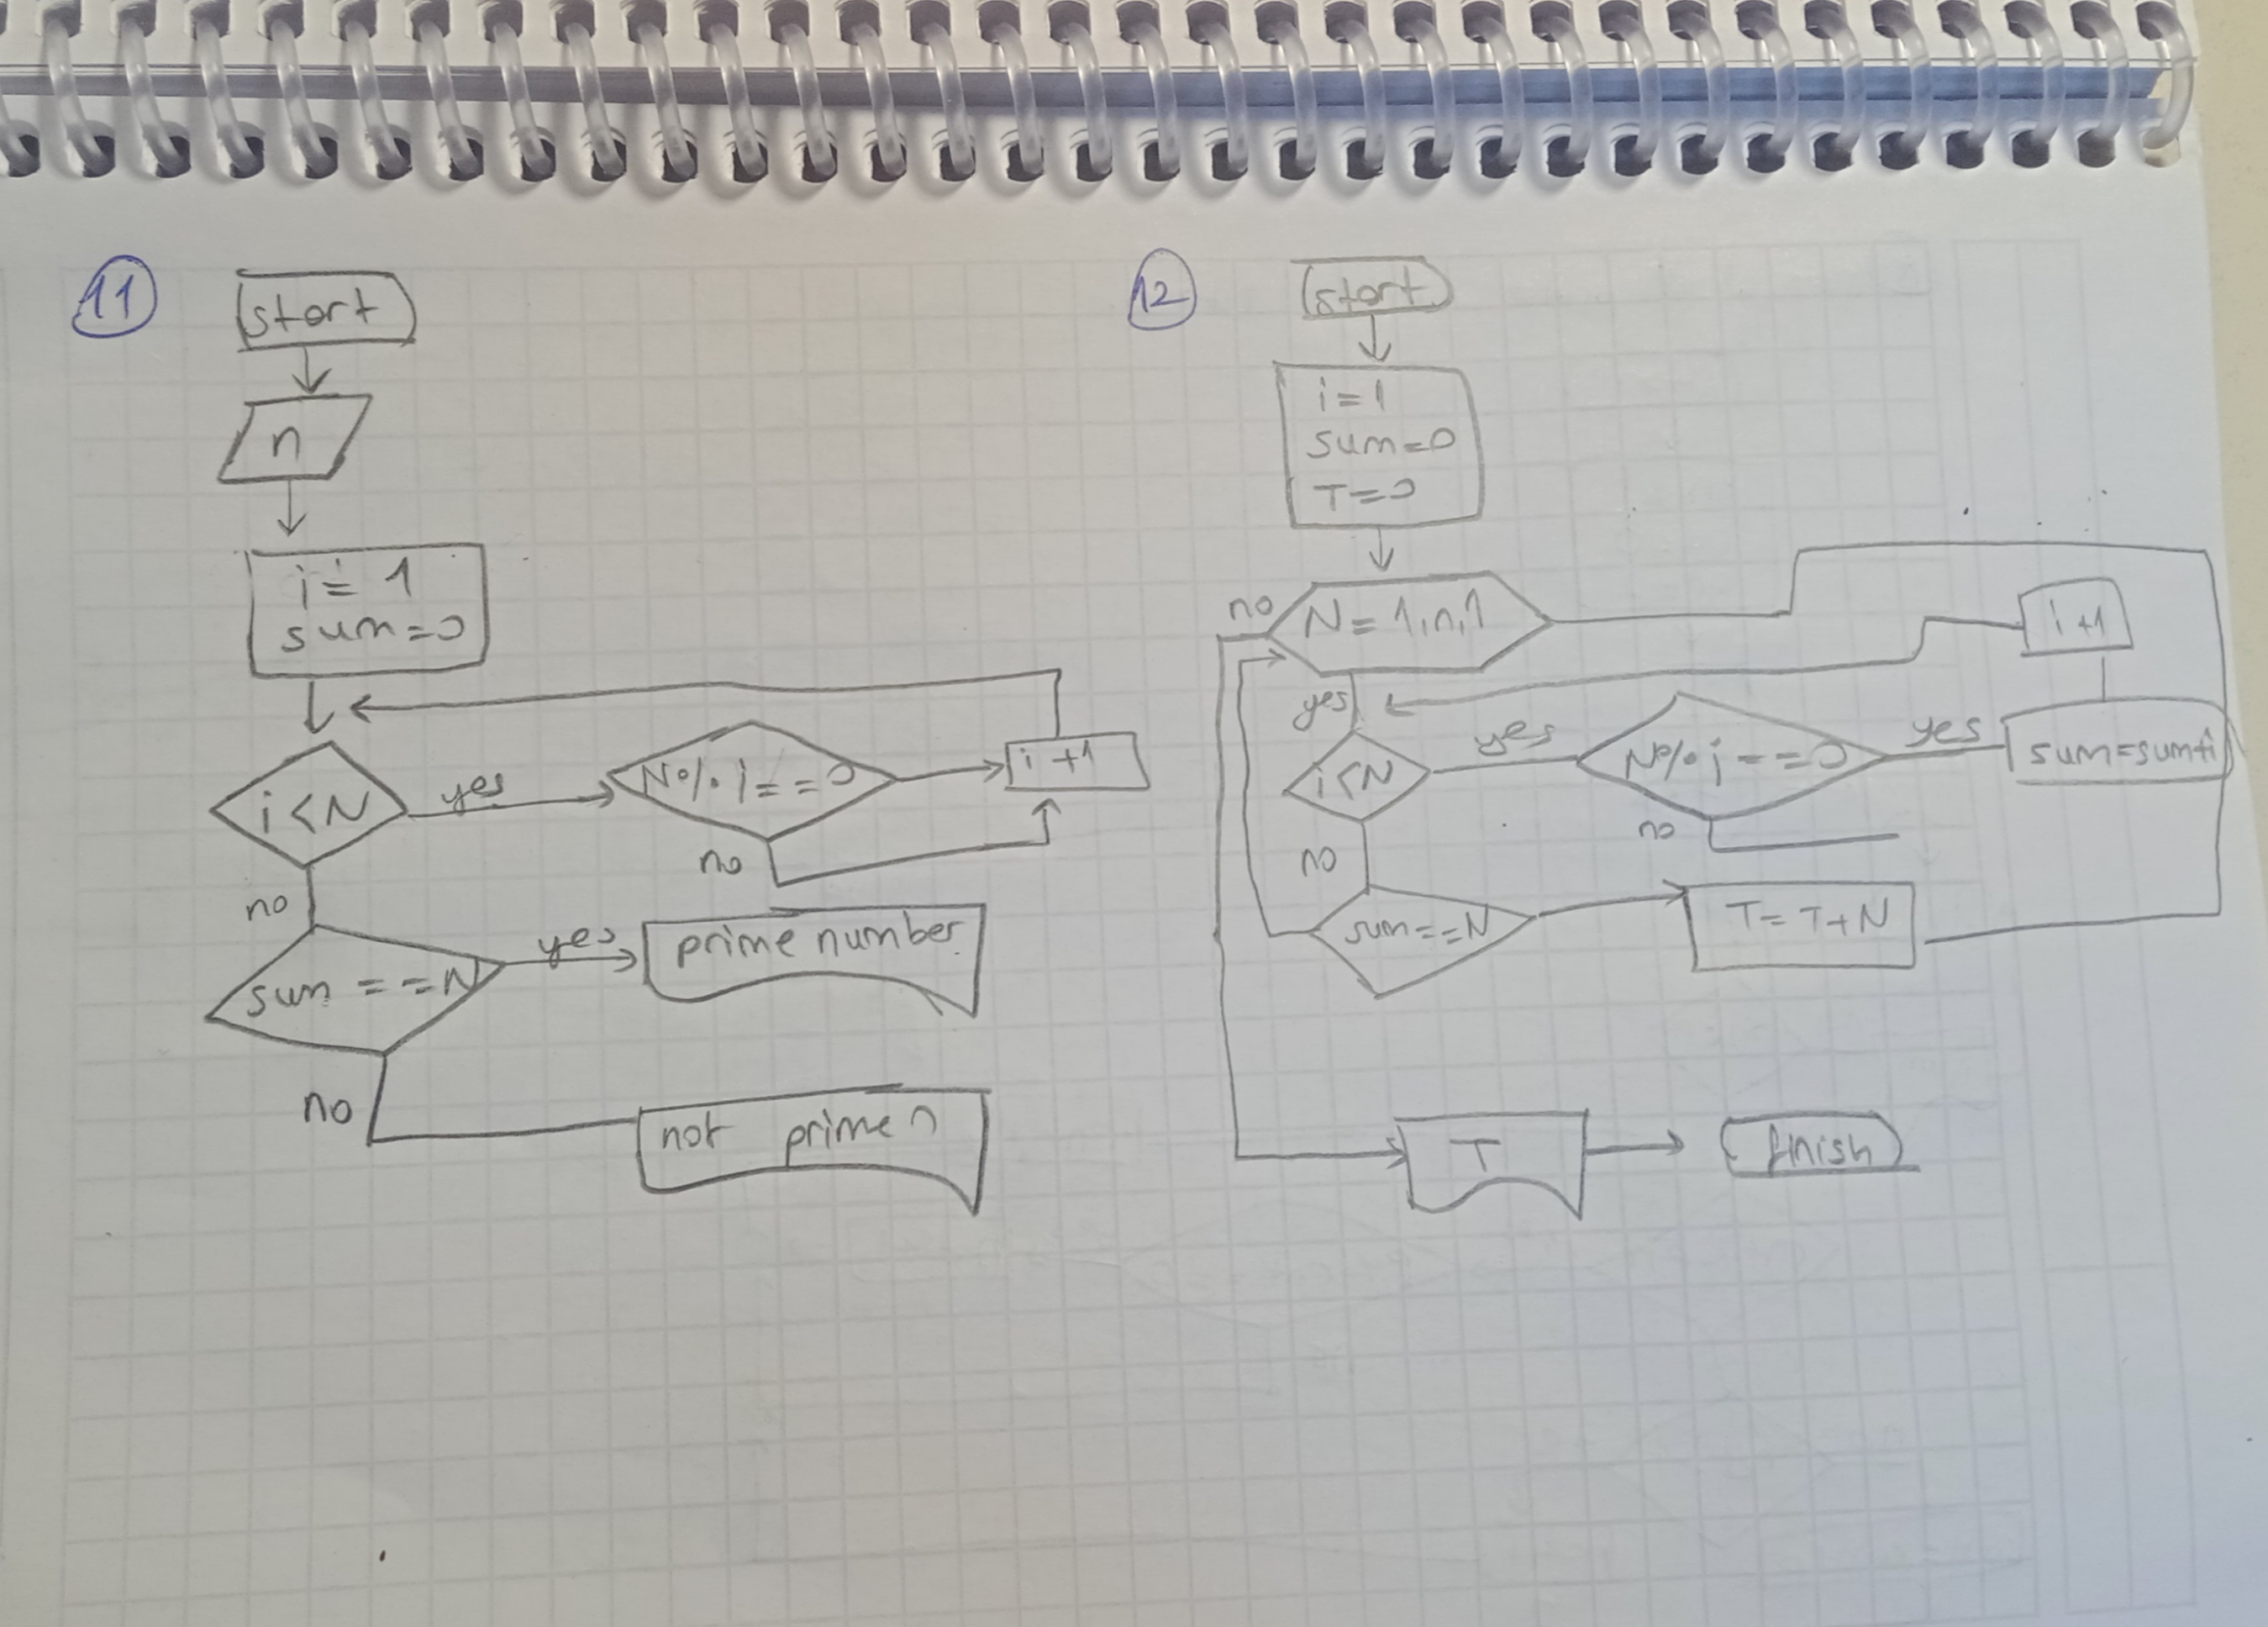 11
start
n
i = 1
sum=0
i<N
yes
N%i==0
i+1
no
no
sum==N
yes
prime number
no
not prime n
12
start
i=1
sum=0
T=0
no
N=1,n,1
i+1
yes
i<N
yes
N%i==0
yes
sum=sum+i
no
no
sum==N
T=T+N
T
finish